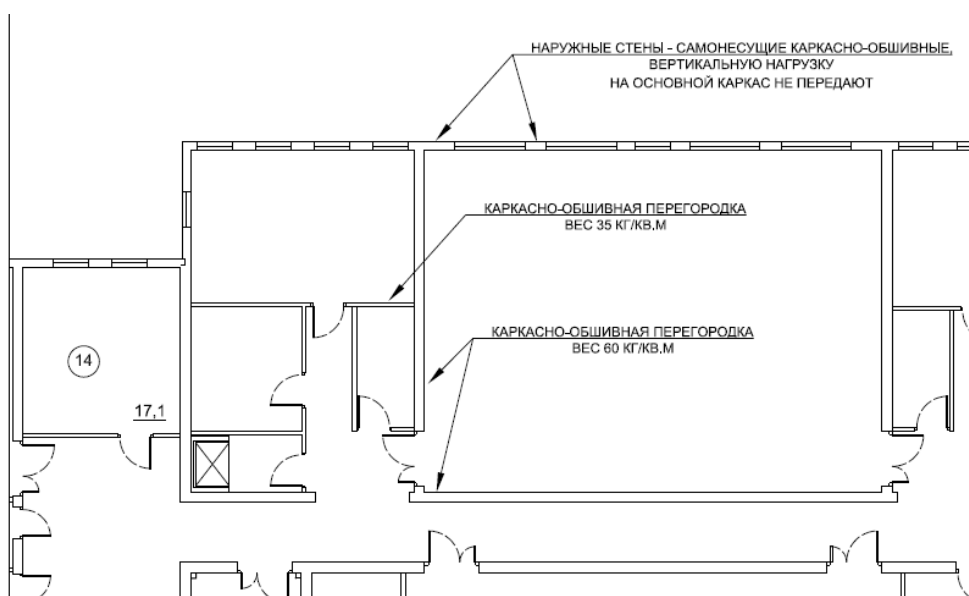 НАРУЖНЫЕ СТЕНЫ - САМОНЕСУЩИЕ КАРКАСНО-ОБШИВНЫЕ,
ВЕРТИКАЛЬНУЮ НАГРУЗКУ
НА ОСНОВНОЙ КАРКАС НЕ ПЕРЕДАЮТ
КАРКАСНО-ОБШИВНАЯ ПЕРЕГОРОДКА
ВЕС 35 КГ/КВ.М
КАРКАСНО-ОБШИВНАЯ ПЕРЕГОРОДКА
ВЕС 60 КГ/КВ.М
14
17,1